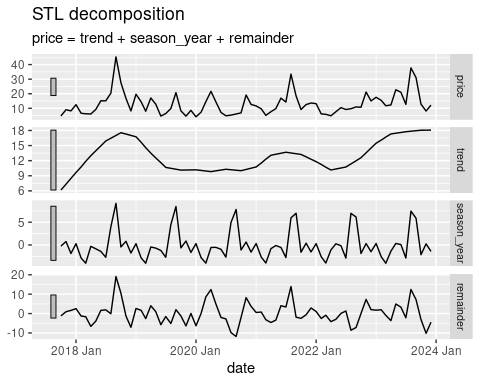 STL decomposition
price = trend + season_year + remainder
40
30
20
10
price
18
15
12
9
6
trend
5
0
season_year
20
10
0
-10
remainder
2018 Jan
2020 Jan
2022 Jan
2024 Jan
date